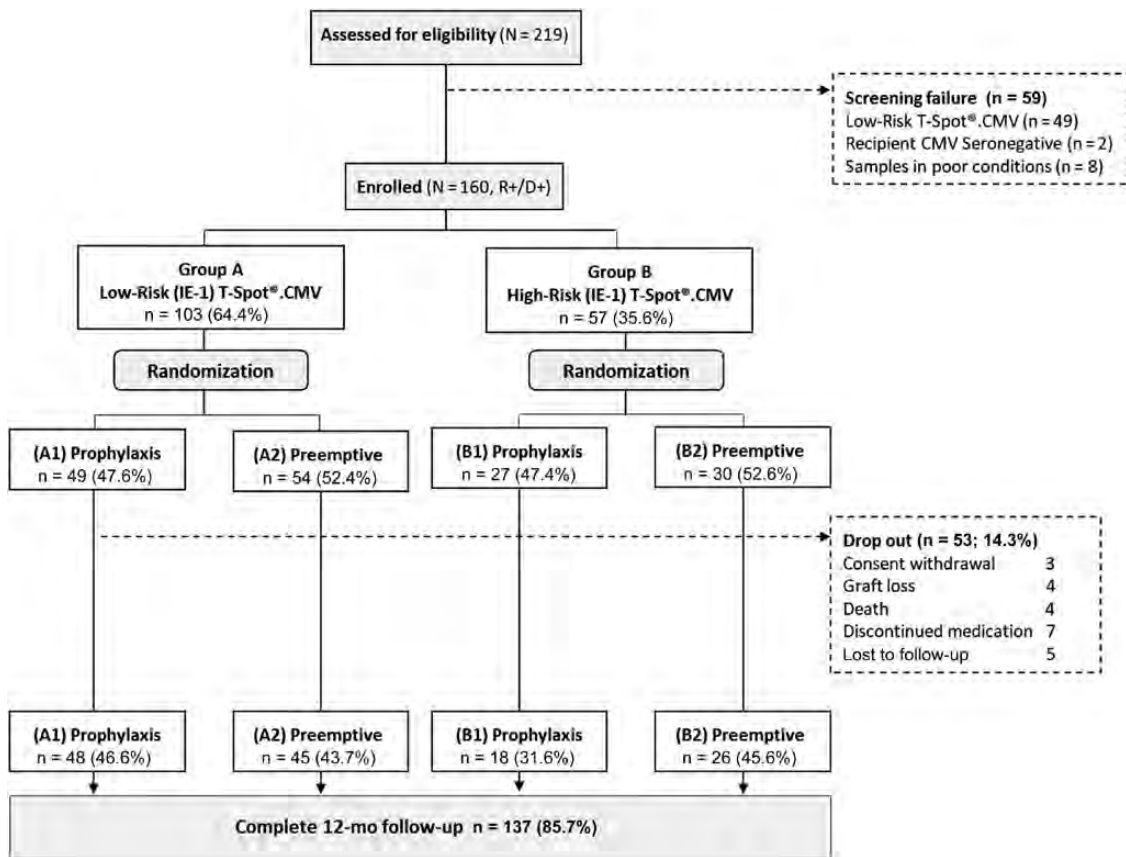 Assessed for eligibility (N = 219)
Screening failure (n = 59)
Low-Risk T-Spot®.CMV (n = 49)
Recipient CMV Seronegative (n = 2)
Samples in poor conditions (n = 8)
Enrolled (N = 160, R+/D+)
Group A
Low-Risk (IE-1) T-Spot®.CMV
n = 103 (64.4%)
Group B
High-Risk (IE-1) T-Spot®.CMV
n = 57 (35.6%)
Randomization
Randomization
(A1) Prophylaxis
n = 49 (47.6%)
(A2) Preemptive
n = 54 (52.4%)
(B1) Prophylaxis
n = 27 (47.4%)
(B2) Preemptive
n = 30 (52.6%)
Drop out (n = 53; 14.3%)
Consent withdrawal 3
Graft loss 4
Death 4
Discontinued medication 7
Lost to follow-up 5
(A1) Prophylaxis
n = 48 (46.6%)
(A2) Preemptive
n = 45 (43.7%)
(B1) Prophylaxis
n = 18 (31.6%)
(B2) Preemptive
n = 26 (45.6%)
Complete 12-mo follow-up n = 137 (85.7%)